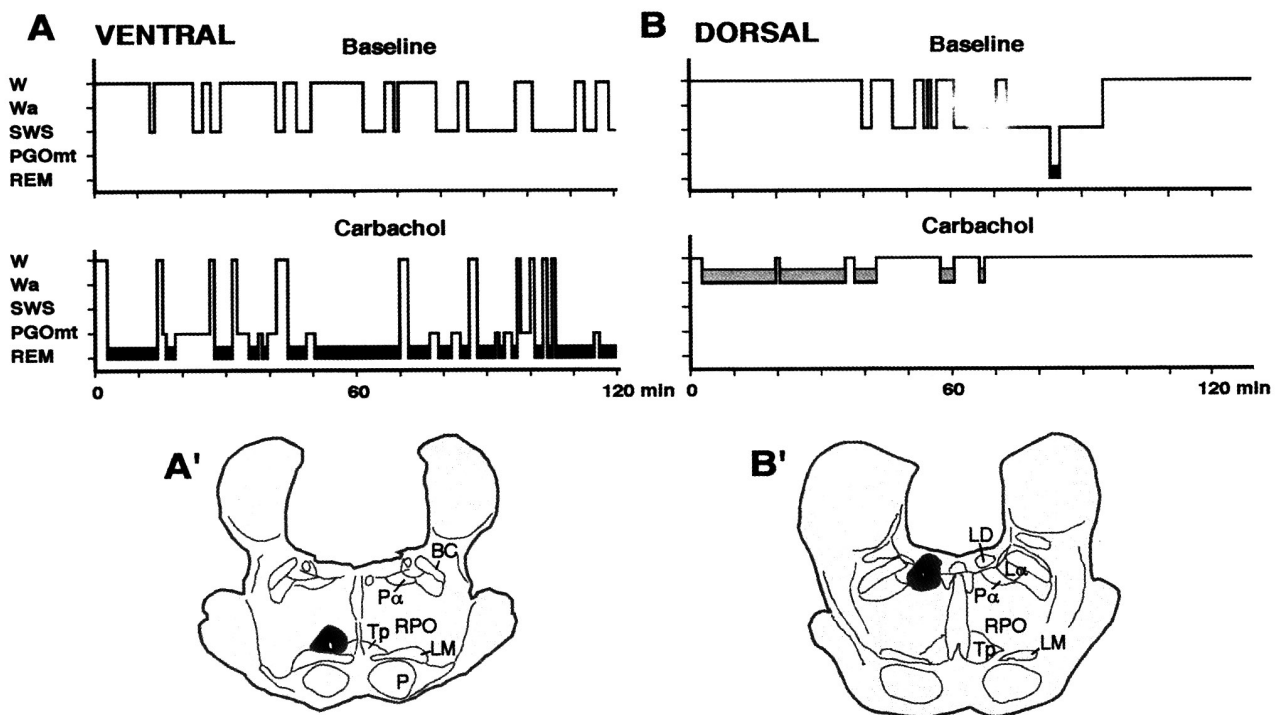 A VENTRAL
Baseline
W
Wa
SWS
PGOmt
REM
Carbachol
W
Wa
SWS
PGOmt
REM
0 60 120 min
B DORSAL
Baseline
Carbachol
0 60 120 min
A'
BC
Pα
Tp RPO
LM
P
B'
LD
Lα
Pα
RPO
Tp LM